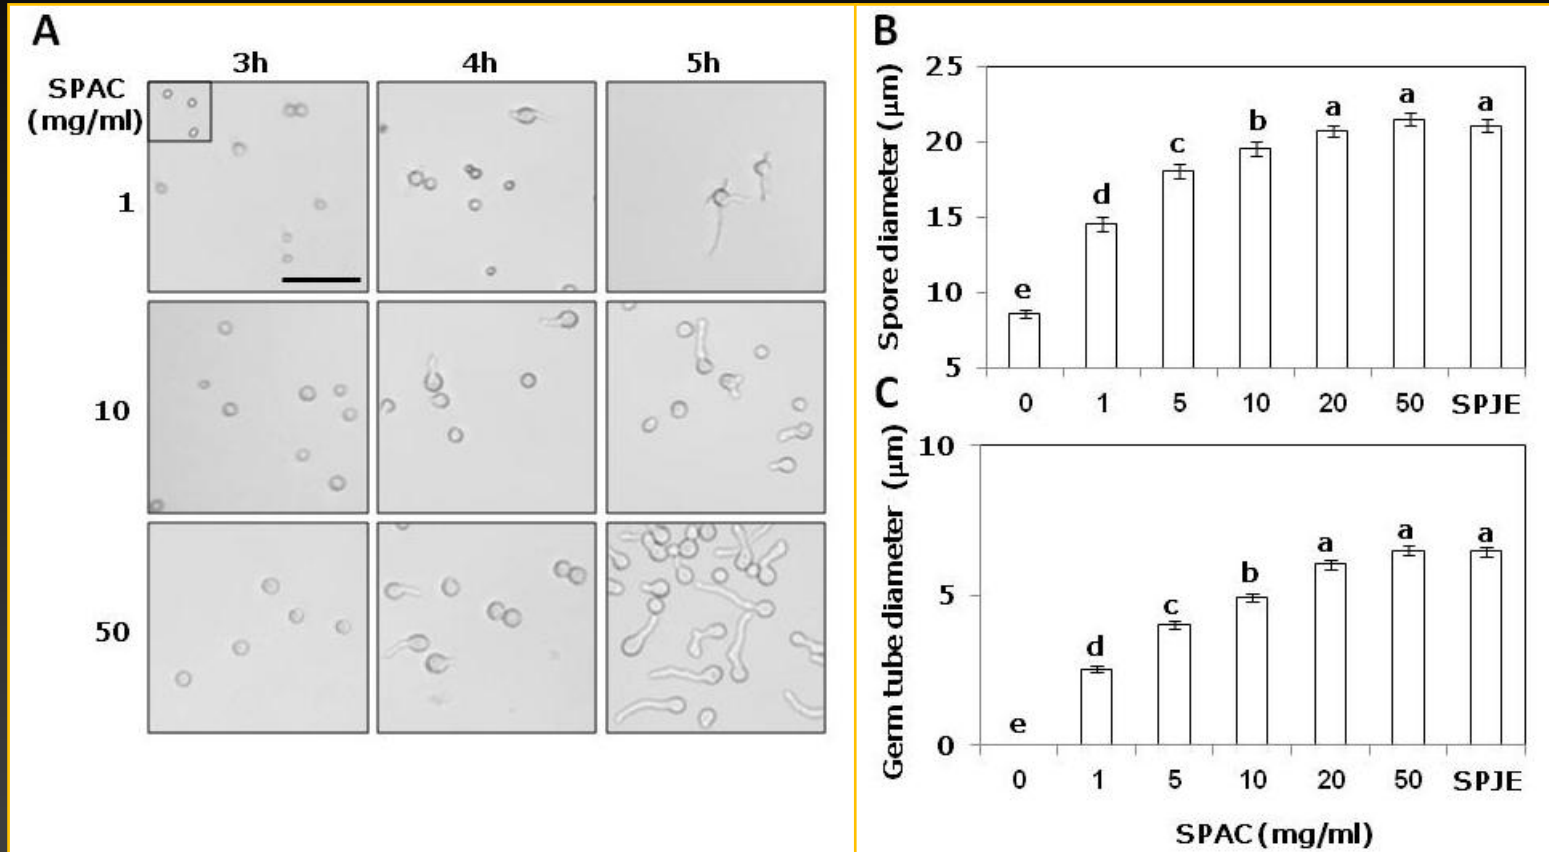 A
3h 4h 5h
SPAC
(mg/ml)
1
10
50
B
Spore diameter (μm)
25
20
15
10
5
e d c b a a a
0 1 5 10 20 50 SPJE
C
Germ tube diameter (μm)
10
5
0
e d c b a a a
0 1 5 10 20 50 SPJE
SPAC (mg/ml)